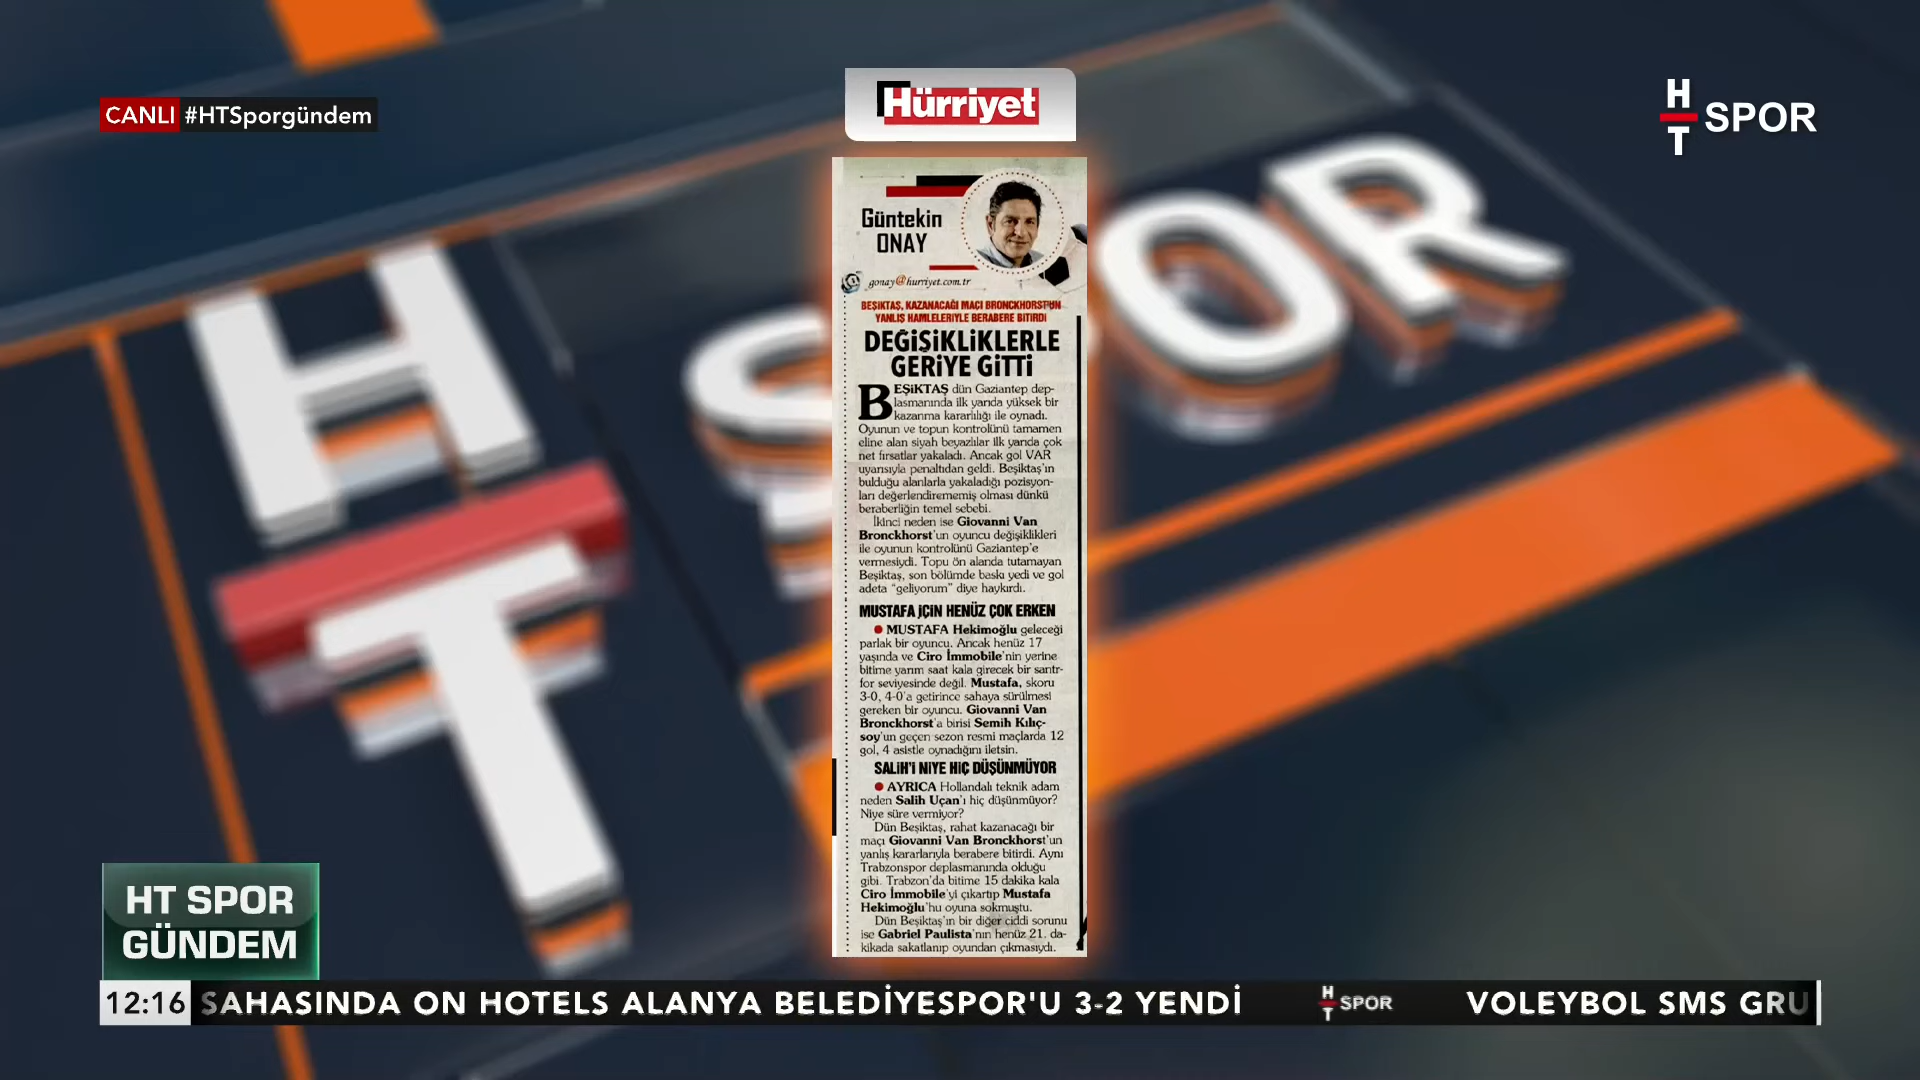 CANLI #HTSporgündem
Hürriyet
H
T SPOR
Güntekin
ONAY
gonay@hurriyet.com.tr
BEŞİKTAŞ, KAZANACAĞI MAÇI BRONCKHORST'UN
YANLIŞ HAMLELERİYLE BERABERE BİTİRDİ
DEĞİŞİKLİKLERLE
GERİYE GİTTİ
BEŞİKTAŞ dün Gaziantep dep-
lasmanında ilk yarıda yüksek bir
kazanma kararlılığı ile oynadı.
Oyunun ve topun kontrolünü tamamen
eline alan siyah beyazlılar ilk yarıda çok
net fırsatlar yakaladı. Ancak gol VAR
uyarısıyla penaltıdan geldi. Beşiktaş'ın
bulduğu alanlarla yakaladığı pozisyon-
ları değerlendirememiş olması dünkü
beraberliğin temel sebebi.
İkinci neden ise Giovanni Van
Bronckhorst'un oyuncu değişiklikleri
ile oyunun kontrolünü Gaziantep'e
vermesiydi. Topu ön alanda tutamayan
Beşiktaş, son bölümde baskı yedi ve gol
adeta "geliyorum" diye haykırdı.
MUSTAFA İÇİN HENÜZ ÇOK ERKEN
● MUSTAFA Hekimoğlu geleceği
parlak bir oyuncu. Ancak henüz 17
yaşında ve Ciro İmmobile'nin yerine
bitime yarım saat kala girecek bir santr-
for seviyesinde değil. Mustafa, skoru
3-0, 4-0'a getirince sahaya sürülmesi
gereken bir oyuncu. Giovanni Van
Bronckhorst'a birisi Semih Kılıç-
soy'un geçen sezon resmi maçlarda 12
gol, 4 asistle oynadığını iletsin.
SALİH'İ NİYE HİÇ DÜŞÜNMÜYOR
● AYRICA Hollandalı teknik adam
neden Salih Uçan'ı hiç düşünmüyor?
Niye süre vermiyor?
Dün Beşiktaş, rahat kazanacağı bir
maçı Giovanni Van Bronckhorst'un
yanlış kararlarıyla berabere bitirdi. Aynı
Trabzonspor deplasmanında olduğu
gibi. Trabzon'da bitime 15 dakika kala
Ciro İmmobile'yi çıkartıp Mustafa
Hekimoğlu'hu oyuna sokmuştu.
Dün Beşiktaş'ın bir diğer ciddi sorunu
ise Gabriel Paulista'nın henüz 21. da-
kikada sakatlanıp oyundan çıkmasıydı.
H
T
SPOR
HT SPOR
GÜNDEM
12:16 SAHASINDA ON HOTELS ALANYA BELEDİYESPOR'U 3-2 YENDİ H T SPOR VOLEYBOL SMS GRU